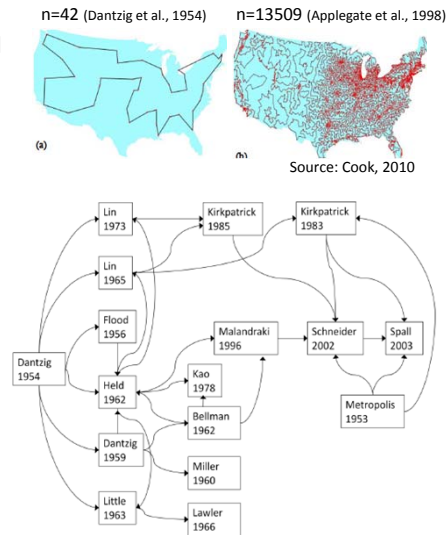 n=42 (Dantzig et al., 1954)
n=13509 (Applegate et al., 1998)
(a)
(b)
Source: Cook, 2010
Lin
1973
Kirkpatrick
1985
Kirkpatrick
1983
Lin
1965
Flood
1956
Malandraki
1996
Schneider
2002
Spall
2003
Dantzig
1954
Held
1962
Kao
1978
Metropolis
1953
Bellman
1962
Dantzig
1959
Miller
1960
Little
1963
Lawler
1966